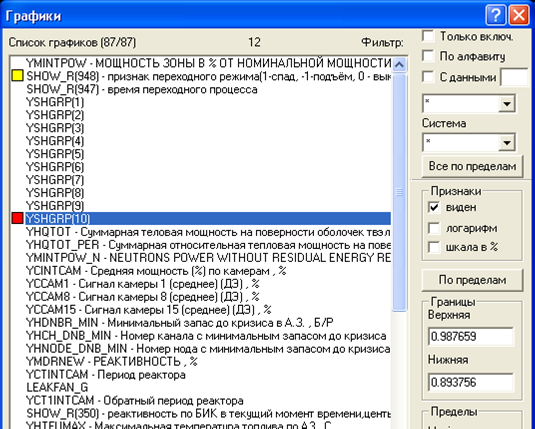 Графики
Список графиков (87/87) 12 Фильтр:
YMINTPOW - МОЩНОСТЬ ЗОНЫ В % ОТ НОМИНАЛЬНОЙ МОЩНОСТИ
SHOW_R(948) - признак переходного режима(1-спад, -1-подъём, 0 - вык
SHOW_R(947) - время переходного процесса
YSHGRP(1)
YSHGRP(2)
YSHGRP(3)
YSHGRP(4)
YSHGRP(5)
YSHGRP(6)
YSHGRP(7)
YSHGRP(8)
YSHGRP(9)
YSHGRP(10)
YHQTOT - Суммарная теловая мощность на поверности оболочек твэл
YHQTOT_PER - Суммарная относительная тепловая мощность на пове
YMINTPOW_N - NEUTRONS POWER WITHOUT RESIDUAL ENERGY RE
YCINTCAM - Средняя мощность (%) по камерам , %
YCCAM1 - Сигнал камеры 1 (среднее) (ДЭ) , %
YCCAM8 - Сигнал камеры 8 (среднее) (ДЭ) , %
YCCAM15 - Сигнал камеры 15 (среднее) (ДЭ) , %
YHDNBR_MIN - Минимальный запас до кризиса в А.З. , Б/Р
YHCH_DNB_MIN - Номер канала с минимальным запасом до кризиса
YHNODE_DNB_MIN - Номер нода с минимальным запасом до кризиса
YMDRNEW - РЕАКТИВНОСТЬ , %
YCTINTCAM - Период реактора
LEAKFAN_G
YCT1INTCAM - Обратный период реактора
SHOW_R(350) - реактивность по БИК в текущий момент времени,центы
YHTFUMAX - Максимальная температура топлива по А.З., С
Только включ.
По алфавиту
С данными
*
Система
*
Все по пределам
Признаки
виден
логарифм
шкала в %
По пределам
Границы
Верхняя
0.987659
Нижняя
0.893756
Пределы